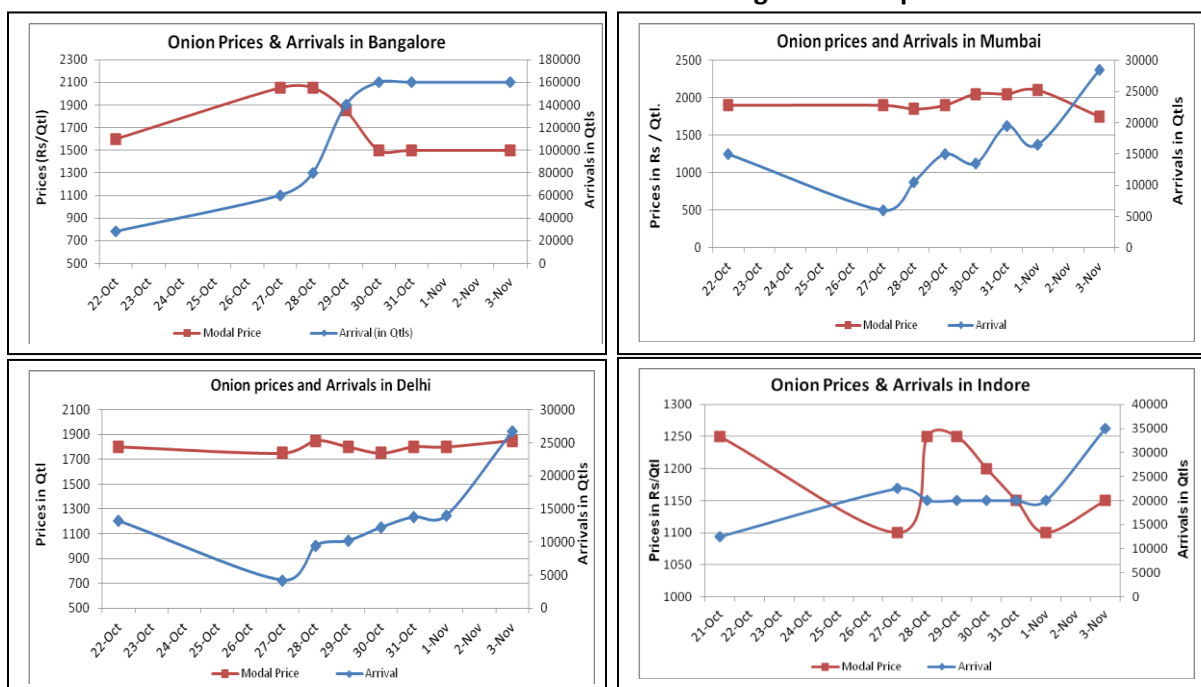 Onion Prices & Arrivals in Bangalore
Prices (Rs/Qtl)
2300
2100
1900
1700
1500
1300
1100
900
700
500
180000
160000
140000
120000
100000
80000
60000
40000
20000
0
Arrivals in Qtls
22-Oct
23-Oct
24-Oct
25-Oct
26-Oct
27-Oct
28-Oct
29-Oct
30-Oct
31-Oct
1-Nov
2-Nov
3-Nov
Modal Price
Arrival (in Qtls)
Onion prices and Arrivals in Mumbai
Prices in Rs / Qtl.
2500
2000
1500
1000
500
0
30000
25000
20000
15000
10000
5000
0
Arrivals in Qtls
22-Oct
23-Oct
24-Oct
25-Oct
26-Oct
27-Oct
28-Oct
29-Oct
30-Oct
31-Oct
1-Nov
2-Nov
3-Nov
Modal Price
Arrival
Onion prices and Arrivals in Delhi
Prices in Qtl
2100
1900
1700
1500
1300
1100
900
700
500
30000
25000
20000
15000
10000
5000
0
Arrivals in Qtls
22-Oct
23-Oct
24-Oct
25-Oct
26-Oct
27-Oct
28-Oct
29-Oct
30-Oct
31-Oct
1-Nov
2-Nov
3-Nov
Modal Price
Arrival
Onion Prices & Arrivals in Indore
Prices in Rs/Qtl
1300
1250
1200
1150
1100
1050
1000
40000
35000
30000
25000
20000
15000
10000
5000
0
Arrivals in Qtls
21-Oct
22-Oct
23-Oct
24-Oct
25-Oct
26-Oct
27-Oct
28-Oct
29-Oct
30-Oct
31-Oct
1-Nov
2-Nov
3-Nov
Modal Price
Arrival